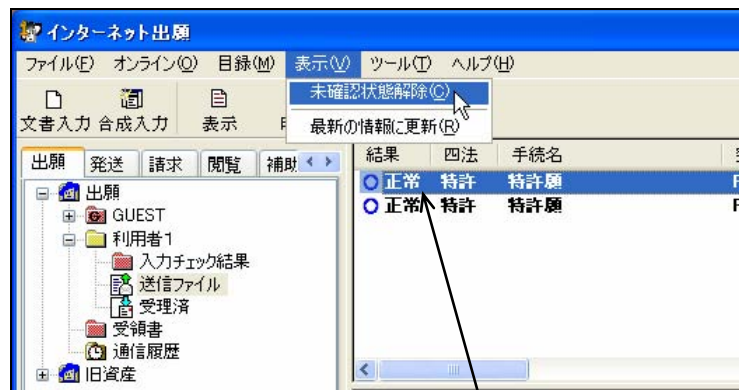 インターネット出願
ファイル(F) オンライン(O) 目録(M) 表示(V) ツール(T) ヘルプ(H)
未確認状態解除(C)
最新の情報に更新(R)
文書入力 合成入力 表示
出願 発送 請求 閲覧 補助
結果 四法 手続名
正常 特許 特許願
正常 特許 特許願
出願
GUEST
利用者1
入力チェック結果
送信ファイル
受理済
受領書
通信履歴
旧資産